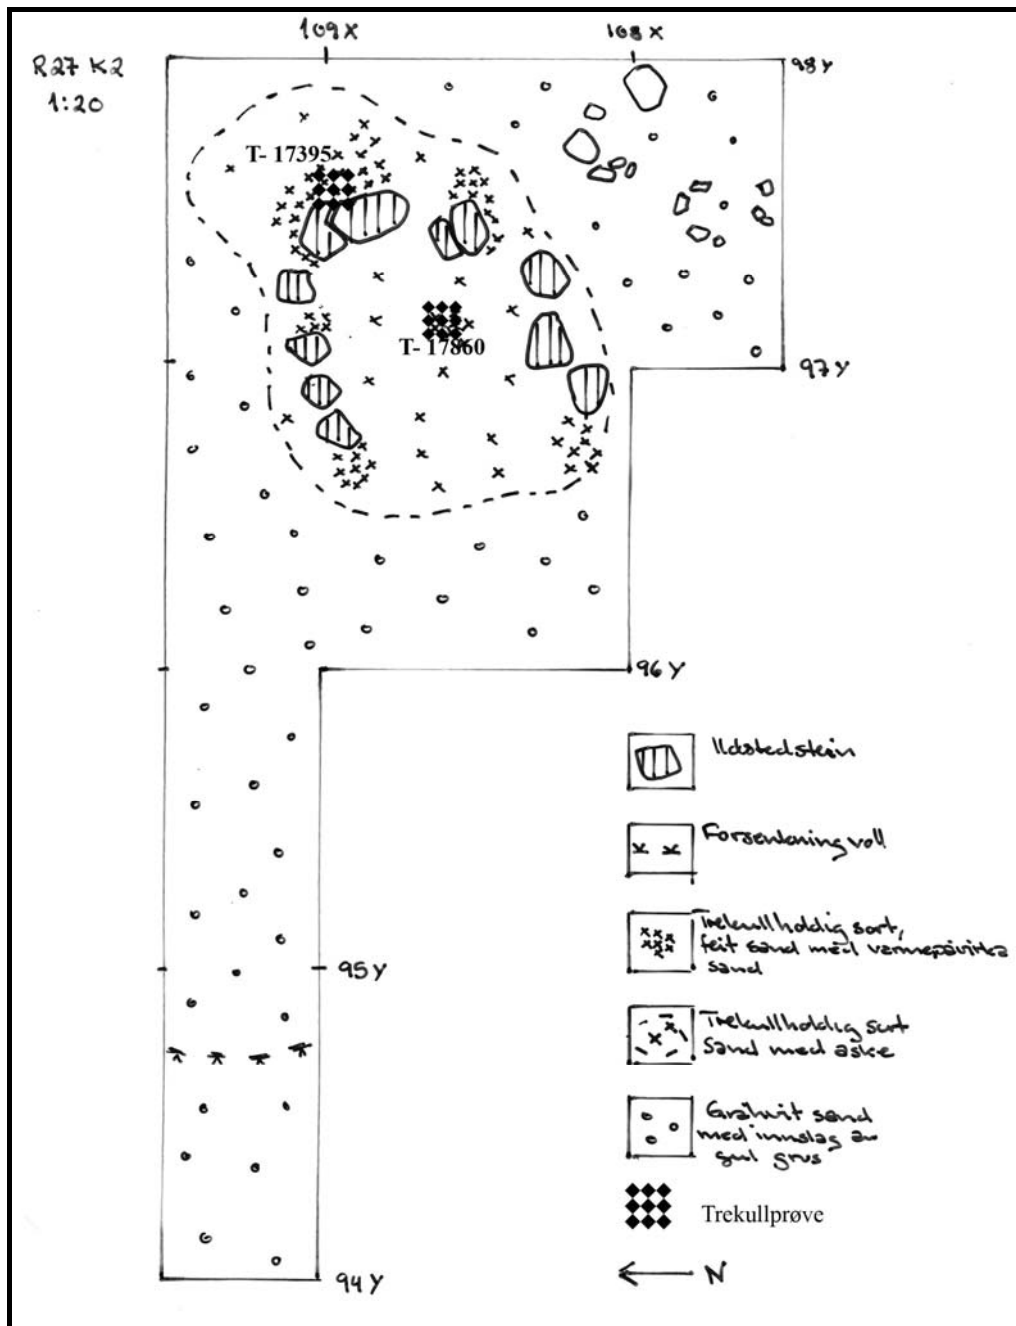 109X 108X
R27 K2
1:20
98Y
T- 17395
T- 17860
97Y
96Y
Ildstedstein
Forsenkning voll
Trekullholdig sort,
feit sand med varmepåvirka
sand
95Y
Trekullholdig sort
Sand med aske
Gråhvit sand
med innslag av
gul grus
Trekullprøve
N
94Y